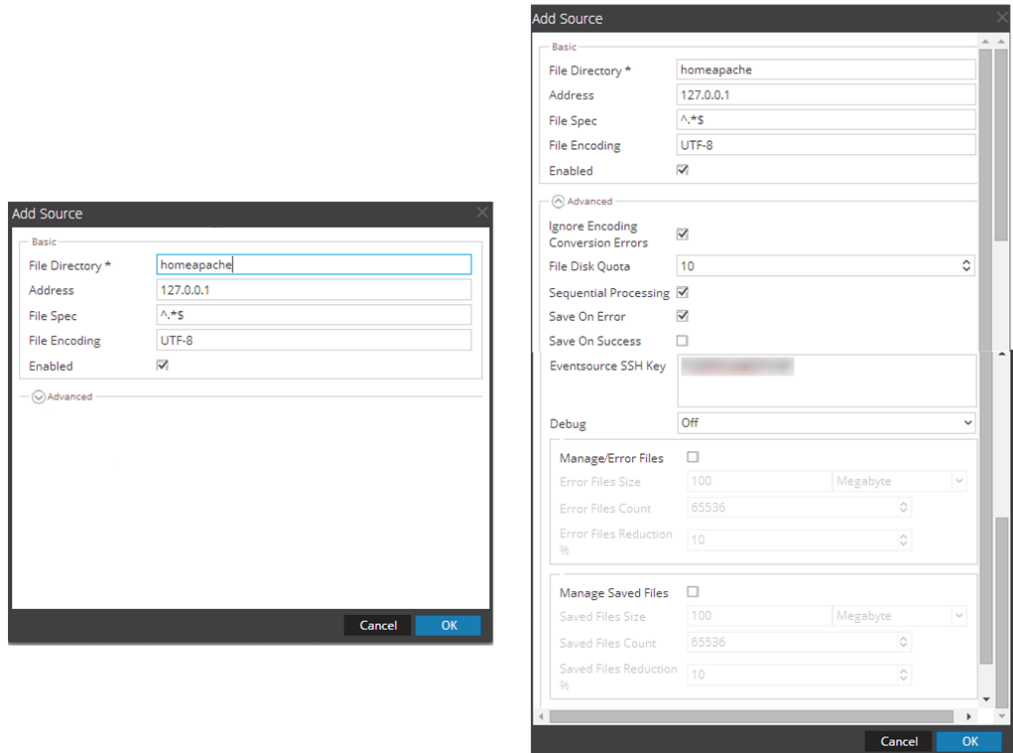 Add Source
Basic
File Directory * homeapache
Address 127.0.0.1
File Spec ^.*$
File Encoding UTF-8
Enabled
Advanced
Cancel OK
Add Source
Basic
File Directory * homeapache
Address 127.0.0.1
File Spec ^.*$
File Encoding UTF-8
Enabled
Advanced
Ignore Encoding
Conversion Errors
File Disk Quota 10
Sequential Processing
Save On Error
Save On Success
Eventsource SSH Key
Debug Off
Manage/Error Files
Error Files Size 100 Megabyte
Error Files Count 65536
Error Files Reduction
% 10
Manage Saved Files
Saved Files Size 100 Megabyte
Saved Files Count 65536
Saved Files Reduction
% 10
Cancel OK